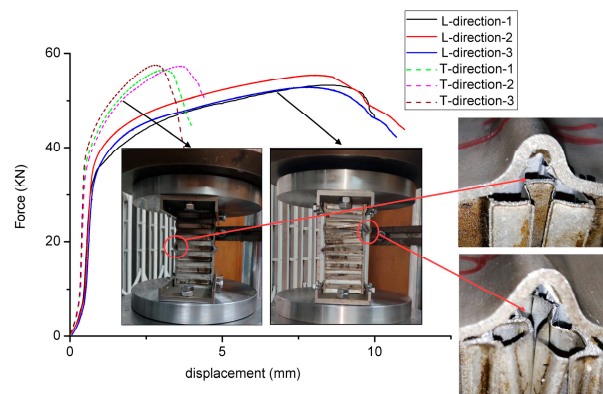 L-direction-1
L-direction-2
L-direction-3
T-direction-1
T-direction-2
T-direction-3
60
40
20
0
Force (KN)
0
5
10
displacement (mm)